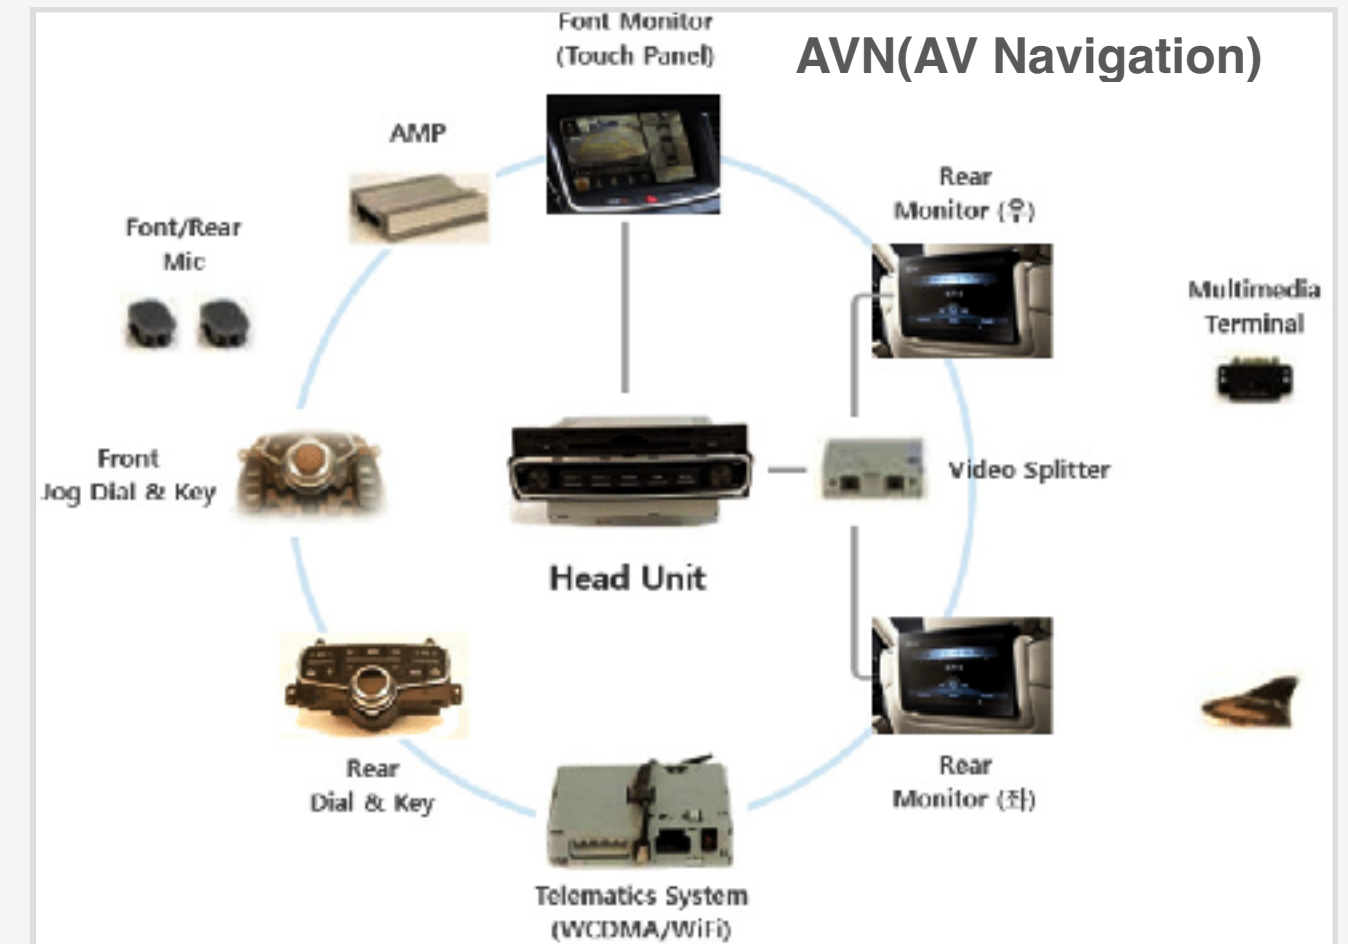 Font Monitor
(Touch Panel)
AVN(AV Navigation)
AMP
Rear
Monitor (우)
Font/Rear
Mic
Multimedia
Terminal
Front
Jog Dial & Key
Video Splitter
Head Unit
Rear
Dial & Key
Rear
Monitor (좌)
Telematics System
(WCDMA/WiFi)